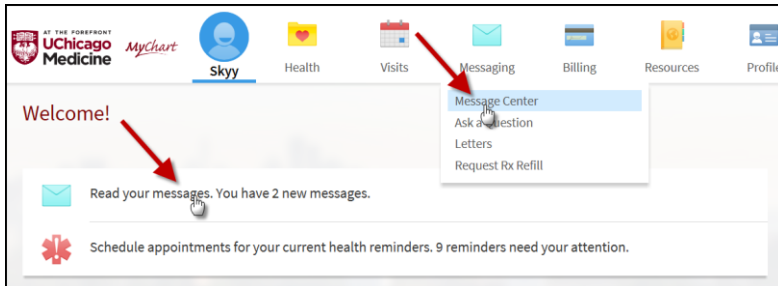 AT THE FOREFRONT
UChicago
Medicine
MyChart
Skyy
Health
Visits
Messaging
Billing
Resources
Profile
Welcome!
Message Center
Ask a Question
Letters
Request Rx Refill
Read your messages. You have 2 new messages.
Schedule appointments for your current health reminders. 9 reminders need your attention.